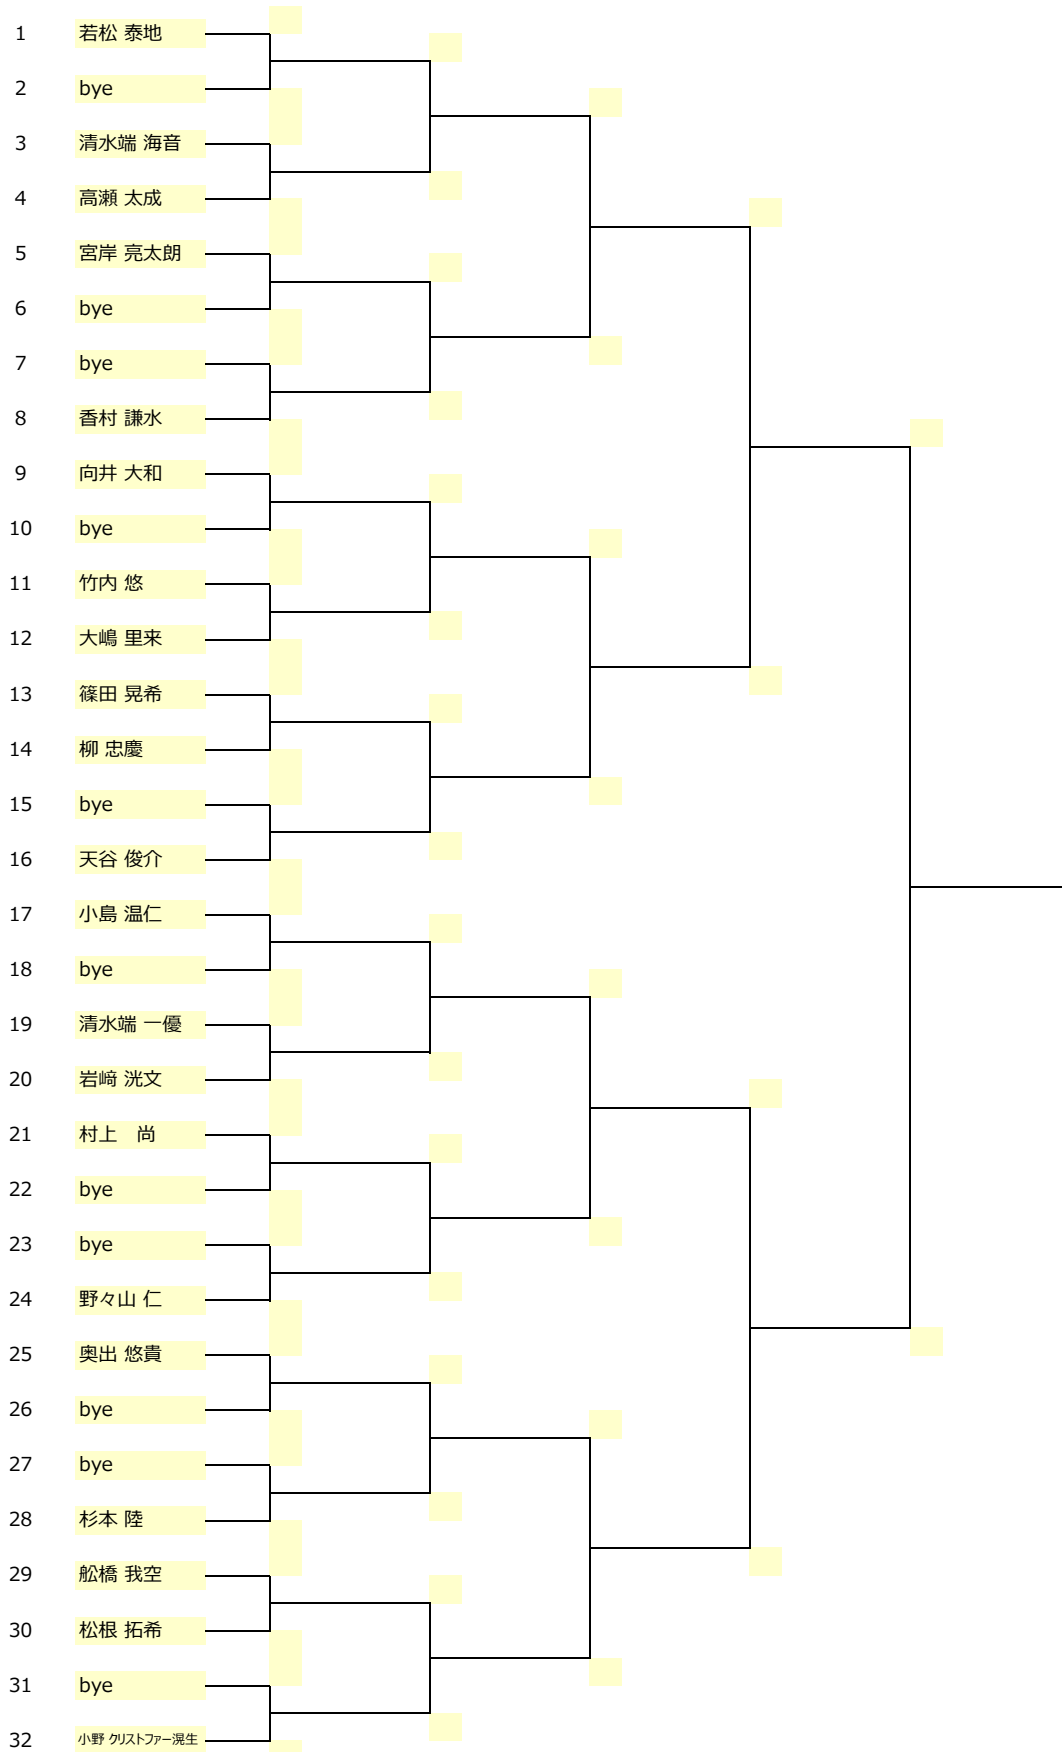 1 若松 泰地
2 bye
3 清水端 海音
4 高瀬 太成
5 宮岸 亮太朗
6 bye
7 bye
8 香村 謙水
9 向井 大和
10 bye
11 竹内 悠
12 大嶋 里来
13 篠田 晃希
14 柳 忠慶
15 bye
16 天谷 俊介
17 小島 温仁
18 bye
19 清水端 一優
20 岩﨑 洸文
21 村上　尚
22 bye
23 bye
24 野々山 仁
25 奥出 悠貴
26 bye
27 bye
28 杉本 陸
29 舩橋 我空
30 松根 拓希
31 bye
32 小野 クリストファー滉生